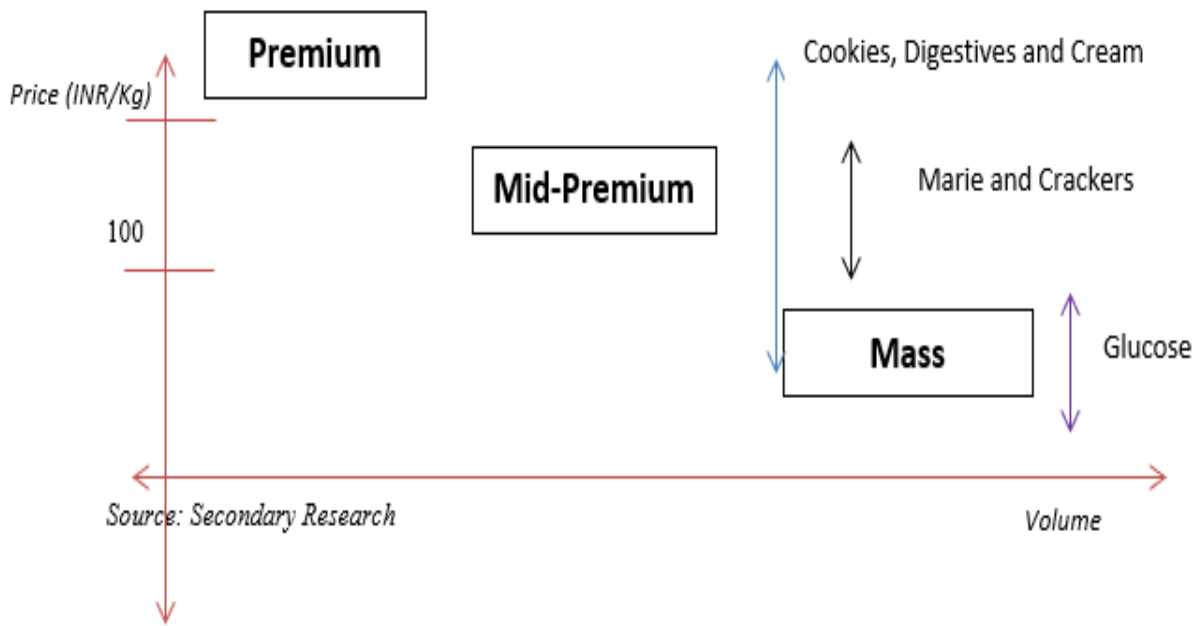 Premium
Cookies, Digestives and Cream
Price (INR/Kg)
Mid-Premium
Marie and Crackers
100
Mass
Glucose
Source: Secondary Research
Volume